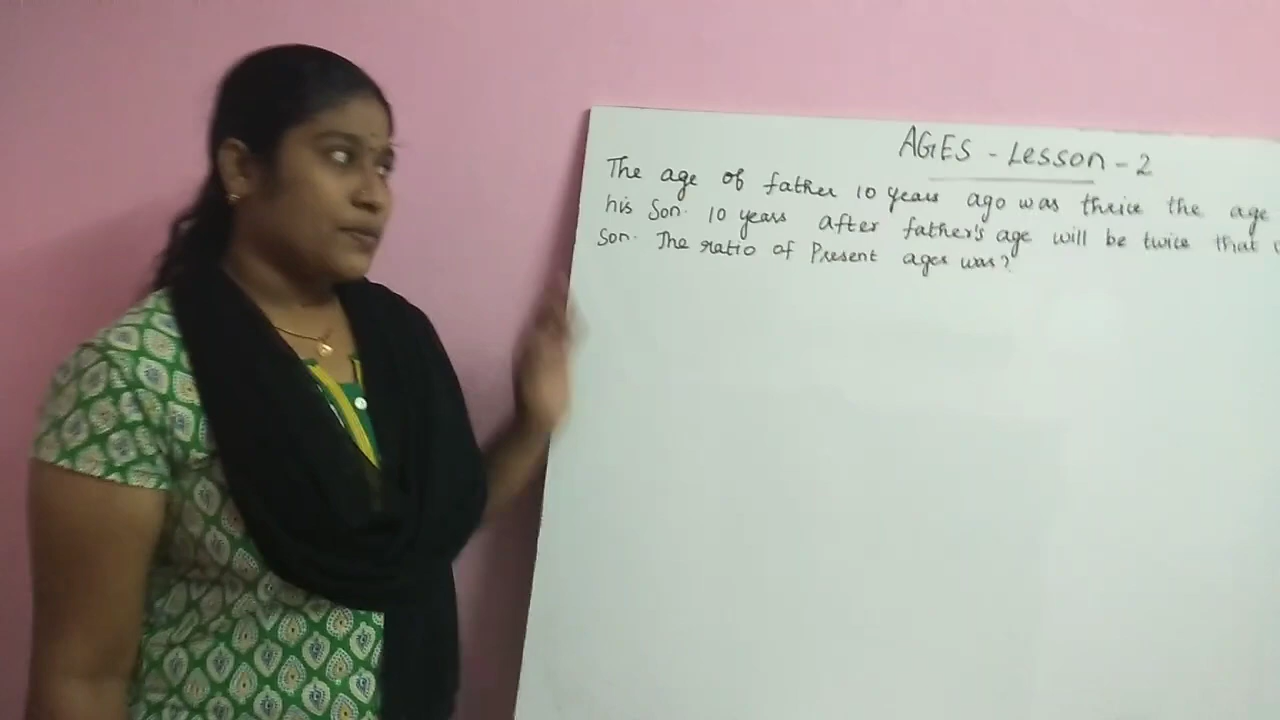 AGES - Lesson - 2
The age of father 10 years ago was thrice the age
his Son. 10 years after father's age will be twice that
Son. The ratio of Present ages was?